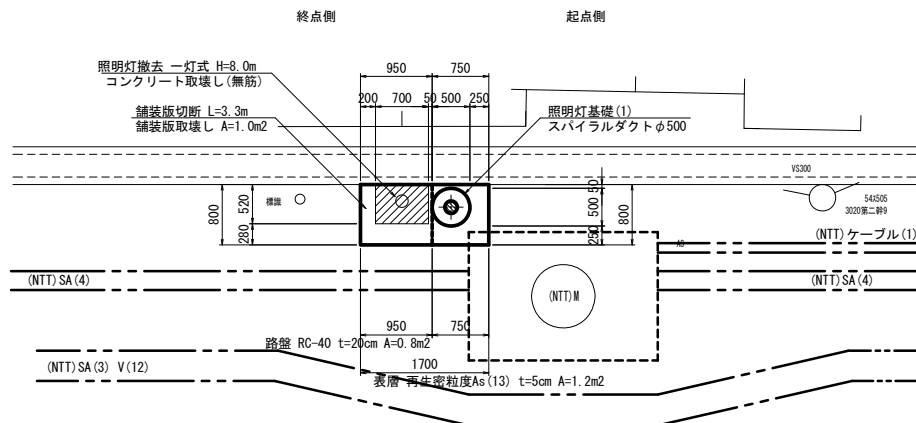 終点側
起点側
照明灯撤去 一灯式 H=8.0m
コンクリート取壊し(無筋)
舗装版切断 L=3.3m
舗装版取壊し A=1.0m2
950
750
200
700
50
500
250
照明灯基礎(1)
スパイラルダクトφ500
VS300
標識
800
520
280
50
500
250
800
54X505
3020第二幹9
(NTT)ケーブル(1)
AS
(NTT)SA(4)
(NTT)M
(NTT)SA(4)
950
750
路盤 RC-40 t=20cm A=0.8m2
(NTT)SA(3) V(12)
1700
表層 再生密粒度As(13) t=5cm A=1.2m2